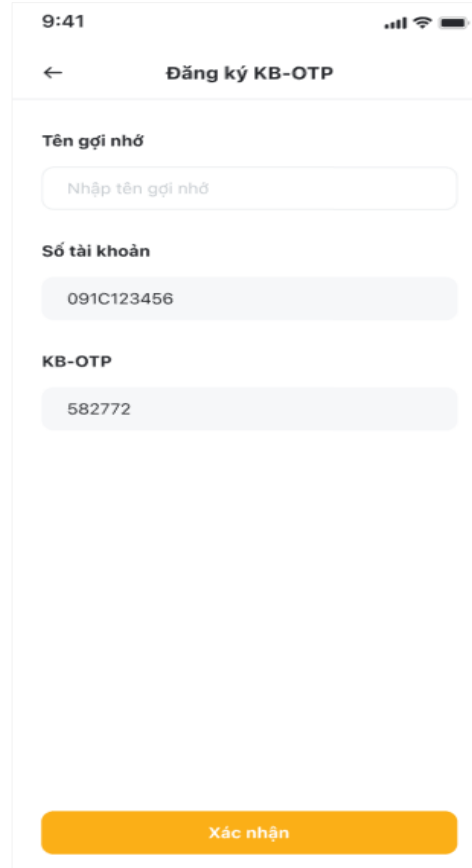 9:41
Đăng ký KB-OTP
Tên gợi nhớ
Nhập tên gợi nhớ
Số tài khoản
091C123456
KB-OTP
582772
Xác nhận